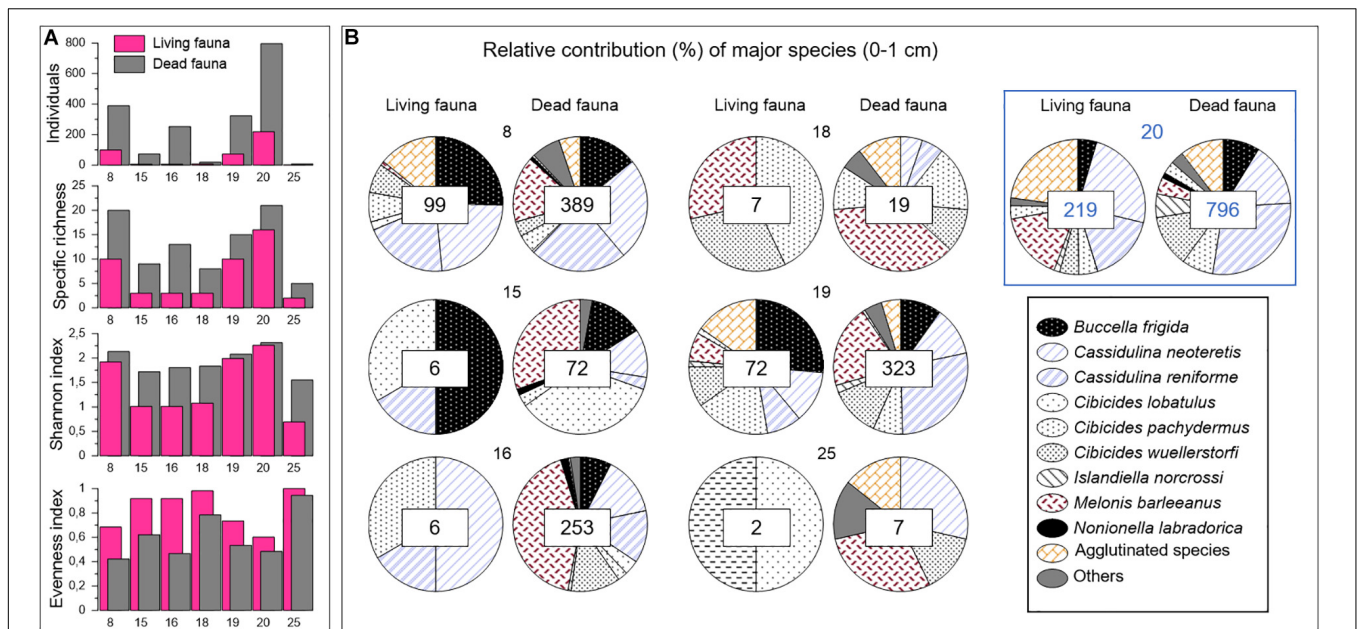 A
Living fauna
Dead fauna
Individuals
800
600
400
200
0
8 15 16 18 19 20 25
Specific richness
25
20
15
10
5
0
8 15 16 18 19 20 25
Shannon index
2,5
2
1,5
1
0,5
0
8 15 16 18 19 20 25
Evenness index
1
0,8
0,6
0,4
0,2
0
8 15 16 18 19 20 25
B
Relative contribution (%) of major species (0-1 cm)
Living fauna Dead fauna
8
99 389
15
6 72
16
6 253
Living fauna Dead fauna
18
7 19
19
72 323
25
2 7
Living fauna Dead fauna
20
219 796
Buccella frigida
Cassidulina neoteretis
Cassidulina reniforme
Cibicides lobatulus
Cibicides pachydermus
Cibicides wuellerstorfi
Islandiella norcrossi
Melonis barleeanus
Nonionella labradorica
Agglutinated species
Others